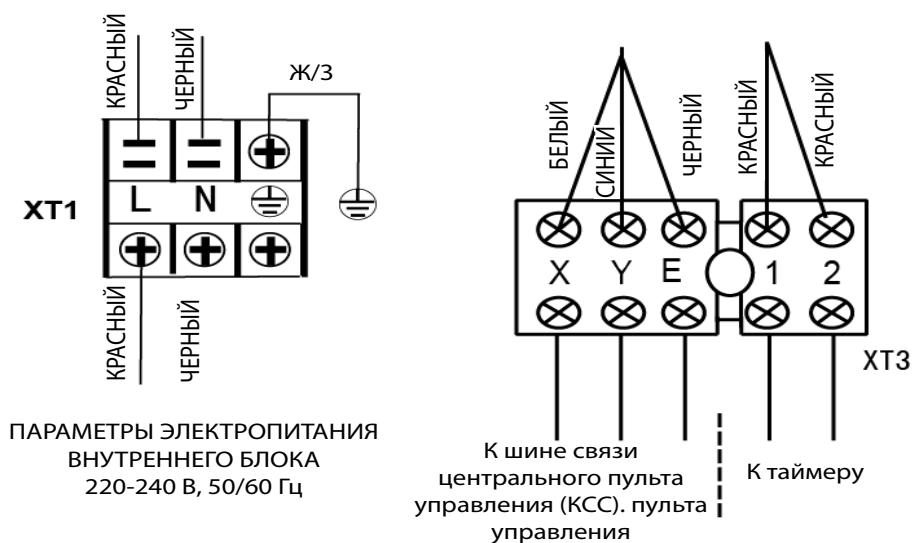 КРАСНЫЙ
ЧЕРНЫЙ
Ж/З
XT1
L N
КРАСНЫЙ
ЧЕРНЫЙ
ПАРАМЕТРЫ ЭЛЕКТРОПИТАНИЯ
ВНУТРЕННЕГО БЛОКА
220-240 В, 50/60 Гц
БЕЛЫЙ
СИНИЙ
ЧЕРНЫЙ
КРАСНЫЙ
КРАСНЫЙ
X Y E 1 2
XT3
К шине связи
центрального пульта
управления (КСС). пульта
управления
К таймеру